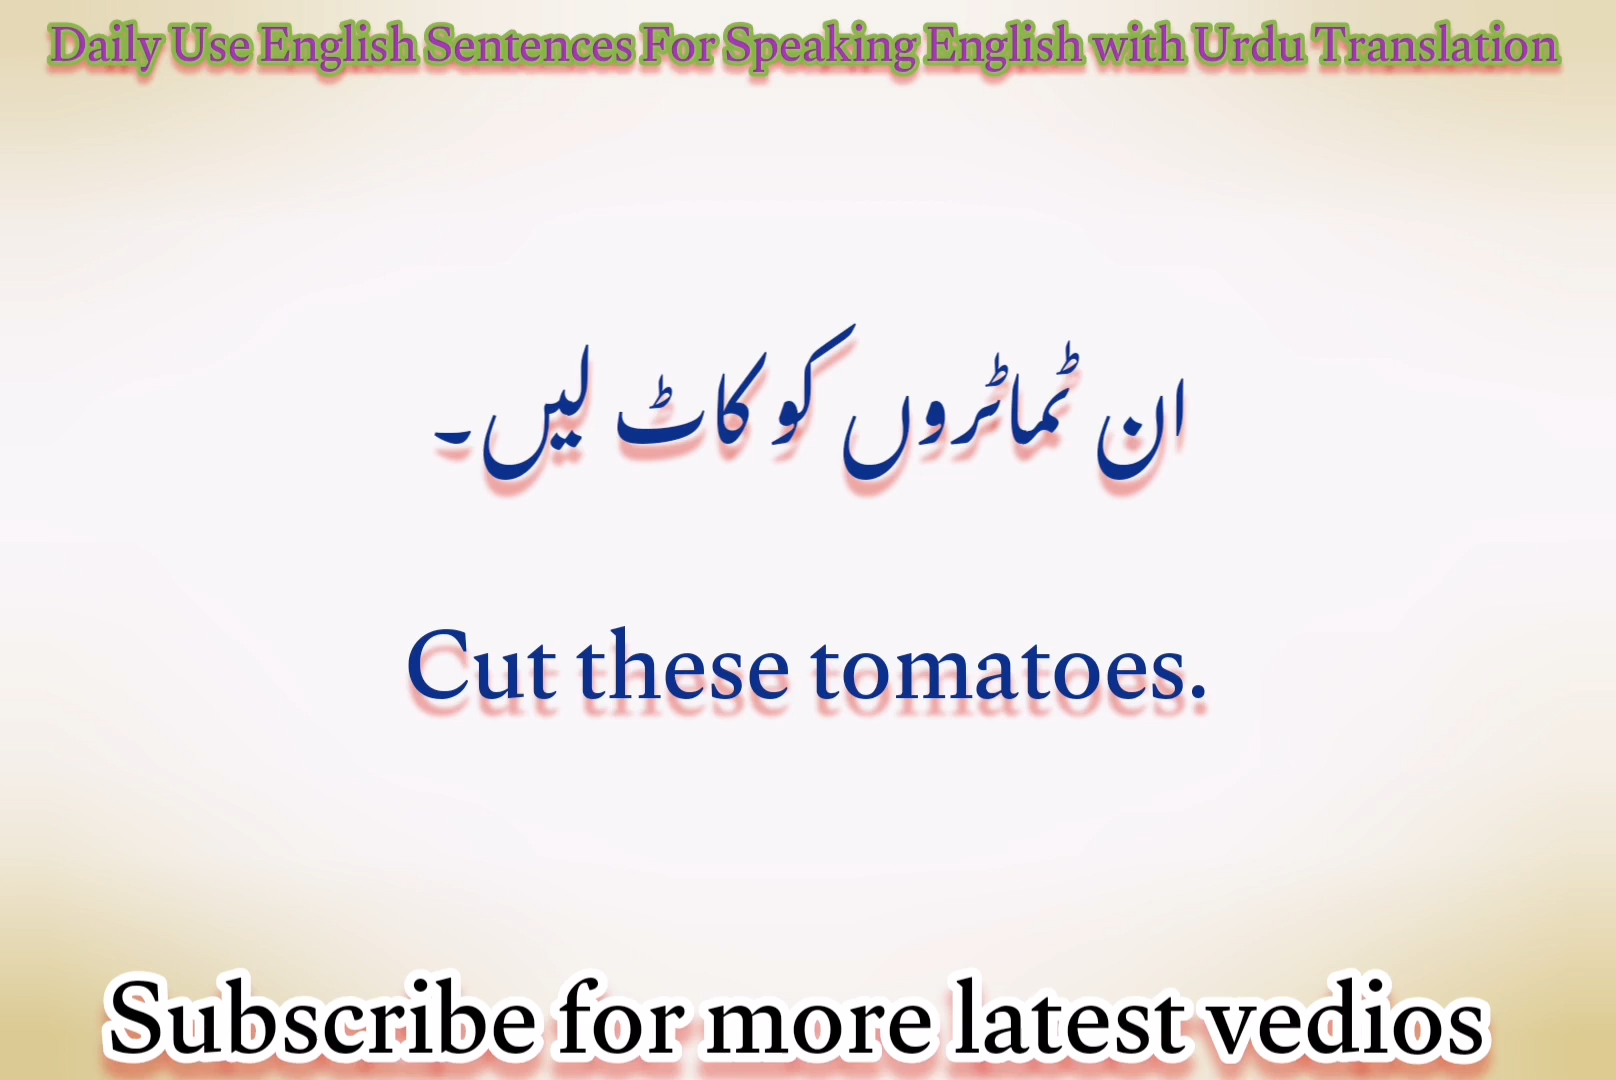 Daily Use English Sentences For Speaking English with Urdu Translation
ان ٹماٹروں کو کاٹ لیں۔
Cut these tomatoes.
Subscribe for more latest vedios